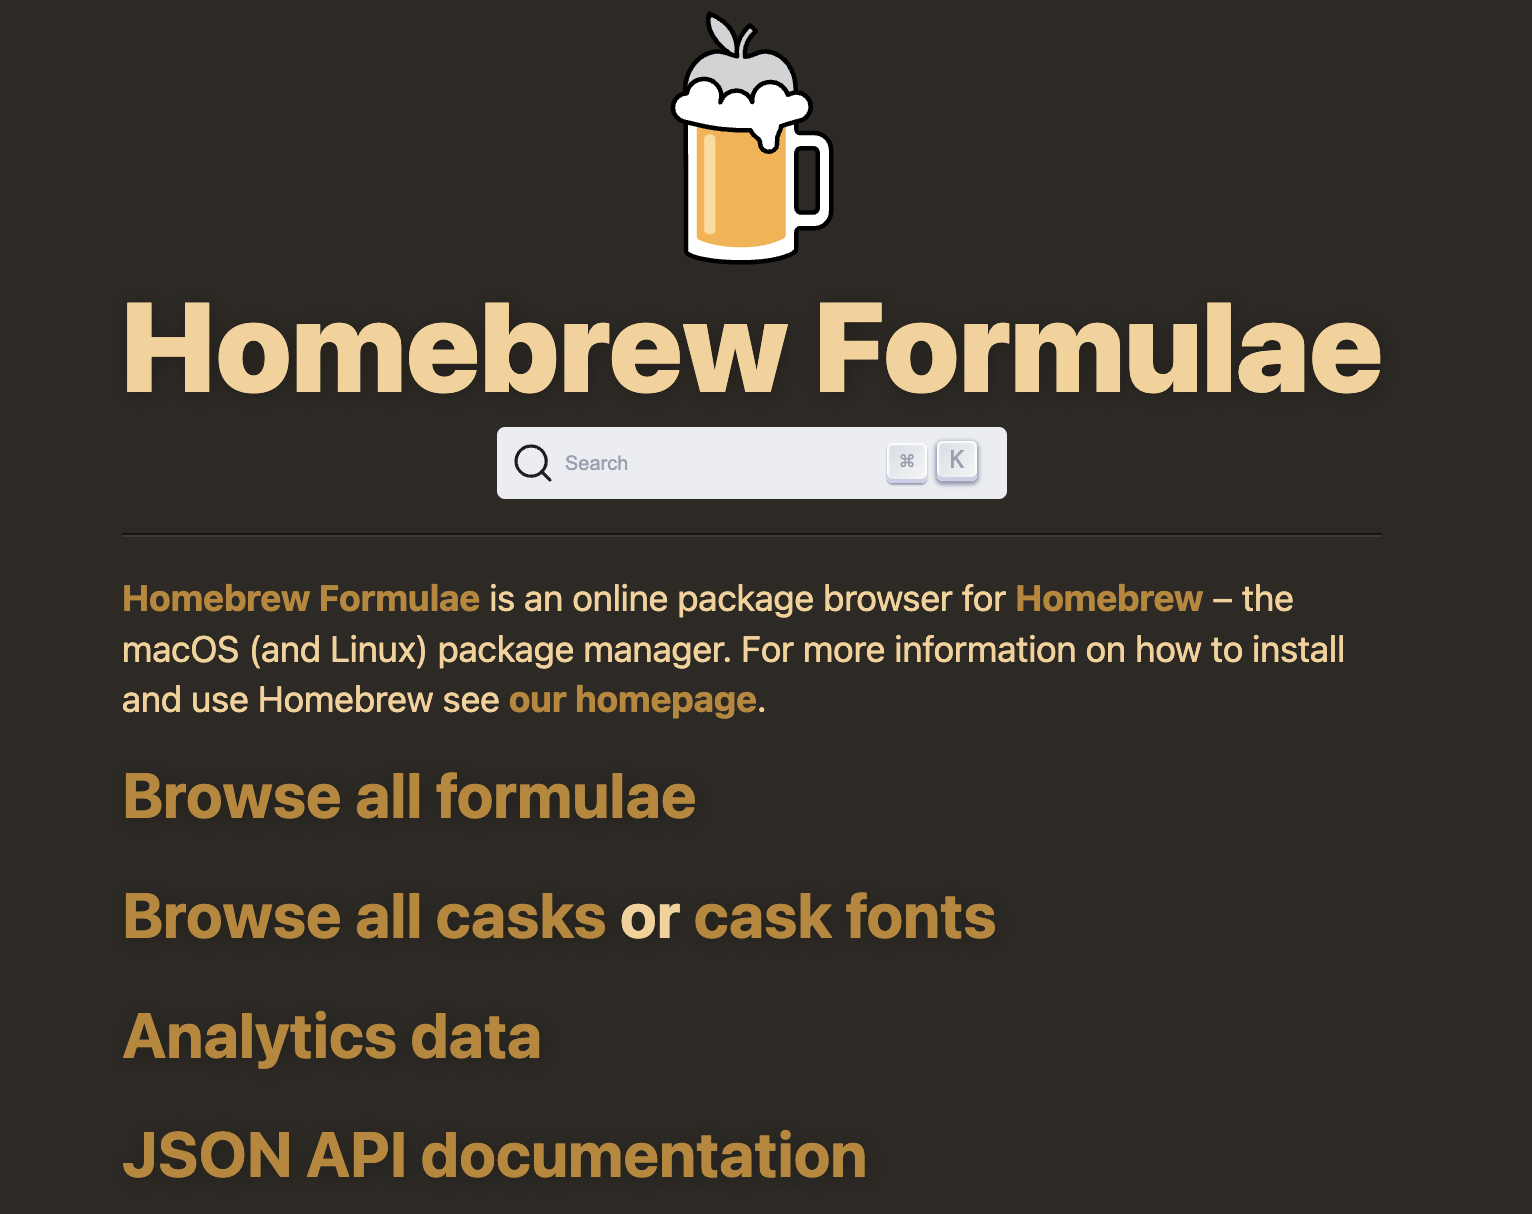 Homebrew Formulae
Search ⌘ K
Homebrew Formulae is an online package browser for Homebrew – the
macOS (and Linux) package manager. For more information on how to install
and use Homebrew see our homepage.
Browse all formulae
Browse all casks or cask fonts
Analytics data
JSON API documentation